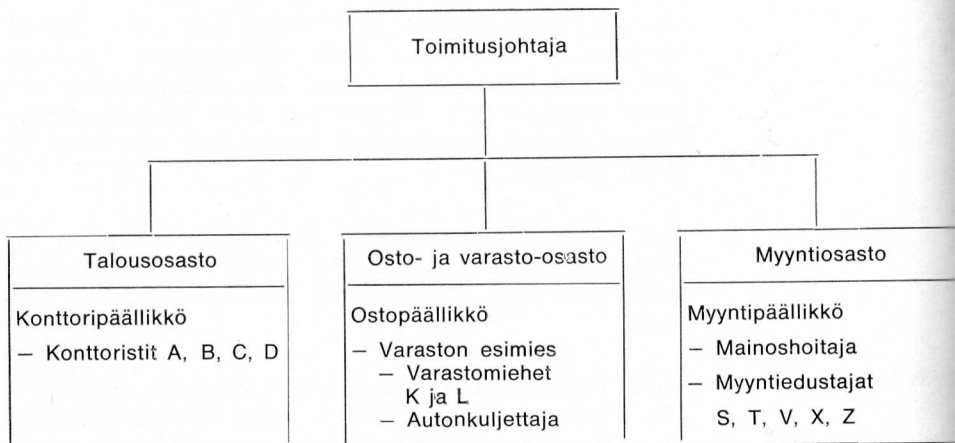 Toimitusjohtaja
Talousosasto
Konttoripäällikkö
– Konttoristit A, B, C, D
Osto- ja varasto-osasto
Ostopäällikkö
– Varaston esimies
– Varastomiehet
K ja L
– Autonkuljettaja
Myyntiosasto
Myyntipäällikkö
– Mainoshoitaja
– Myyntiedustajat
S, T, V, X, Z